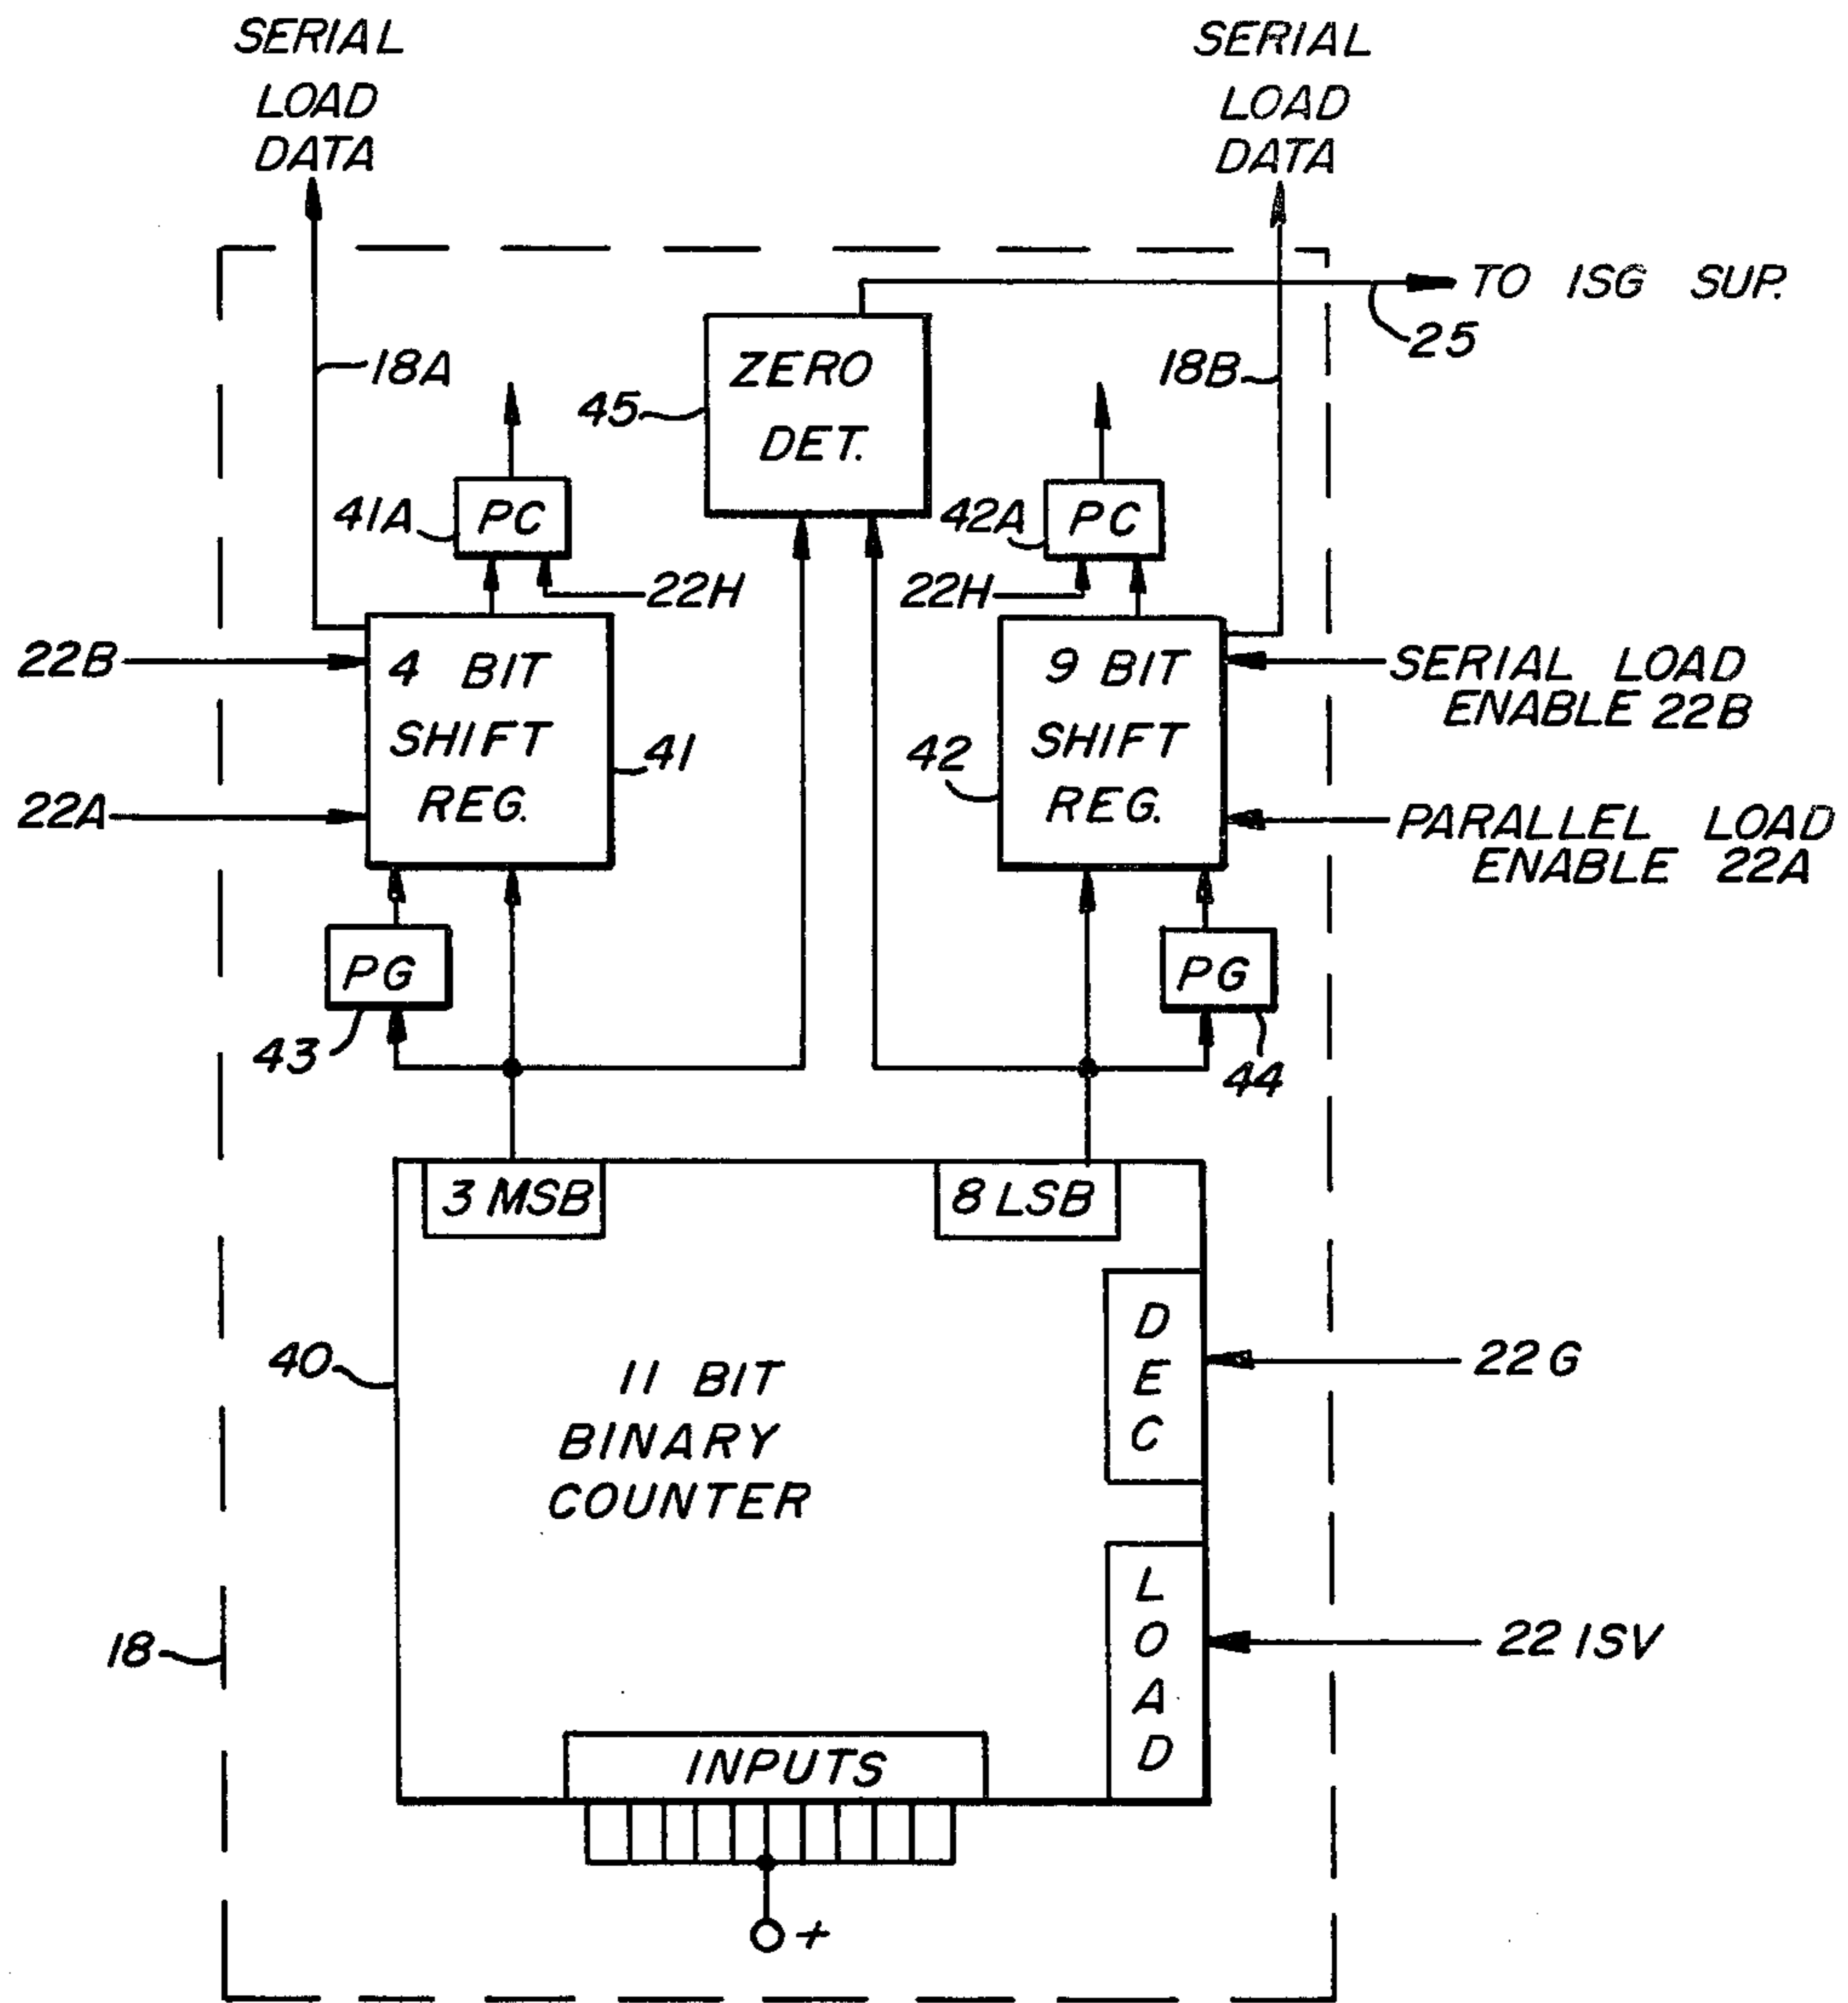 SERIAL
LOAD
DATA
SERIAL
LOAD
DATA
TO ISG SUP.
25
18A
18B
ZERO
DET.
45
41A
PC
42A
PC
22H
22H
22B
4 BIT
SHIFT
REG.
41
9 BIT
SHIFT
REG.
42
SERIAL LOAD
ENABLE 22B
22A
PARALLEL LOAD
ENABLE 22A
PG
43
PG
44
3 MSB
8 LSB
40
11 BIT
BINARY
COUNTER
D
E
C
22G
L
O
A
D
22 ISV
18
INPUTS
+